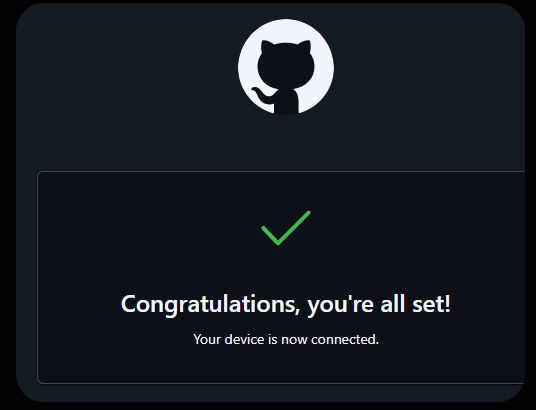 Congratulations, you're all set!
Your device is now connected.